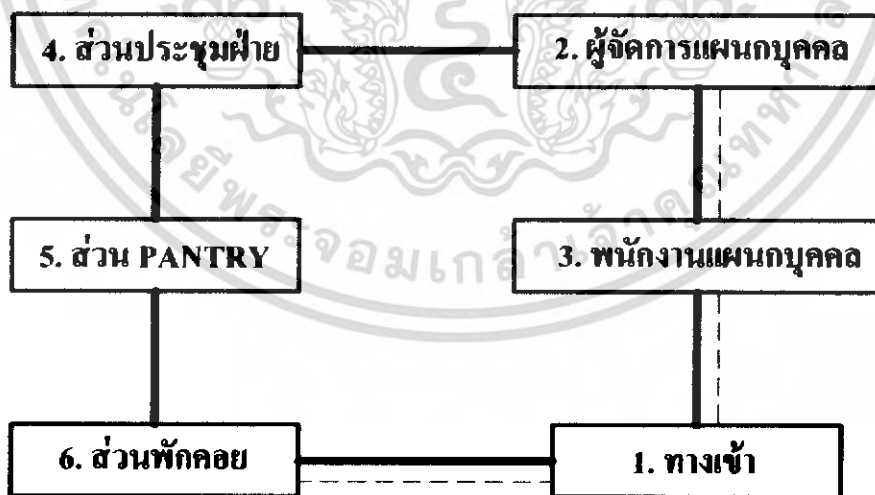 4. ส่วนประชุมฝ่าย
2. ผู้จัดการแผนกบุคคล
5. ส่วน PANTRY
3. พนักงานแผนกบุคคล
6. ส่วนพักคอย
1. ทางเข้า